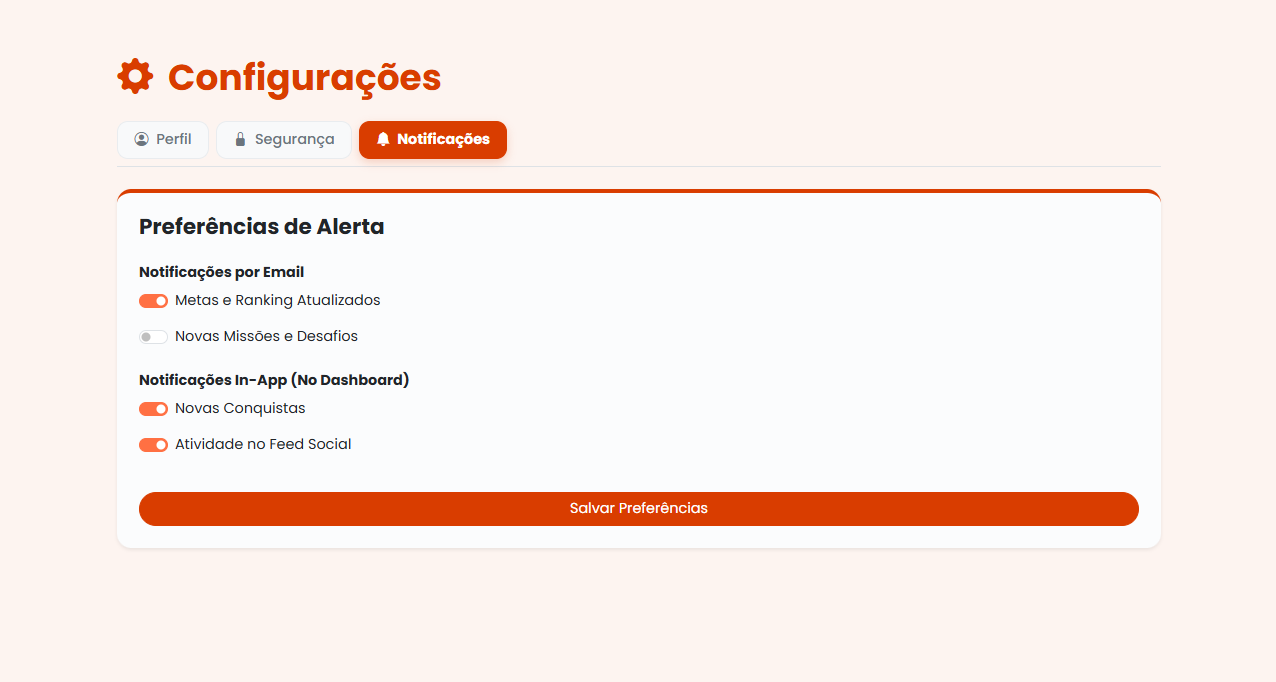 Configurações
Perfil Segurança Notificações
Preferências de Alerta
Notificações por Email
Metas e Ranking Atualizados
Novas Missões e Desafios
Notificações In-App (No Dashboard)
Novas Conquistas
Atividade no Feed Social
Salvar Preferências